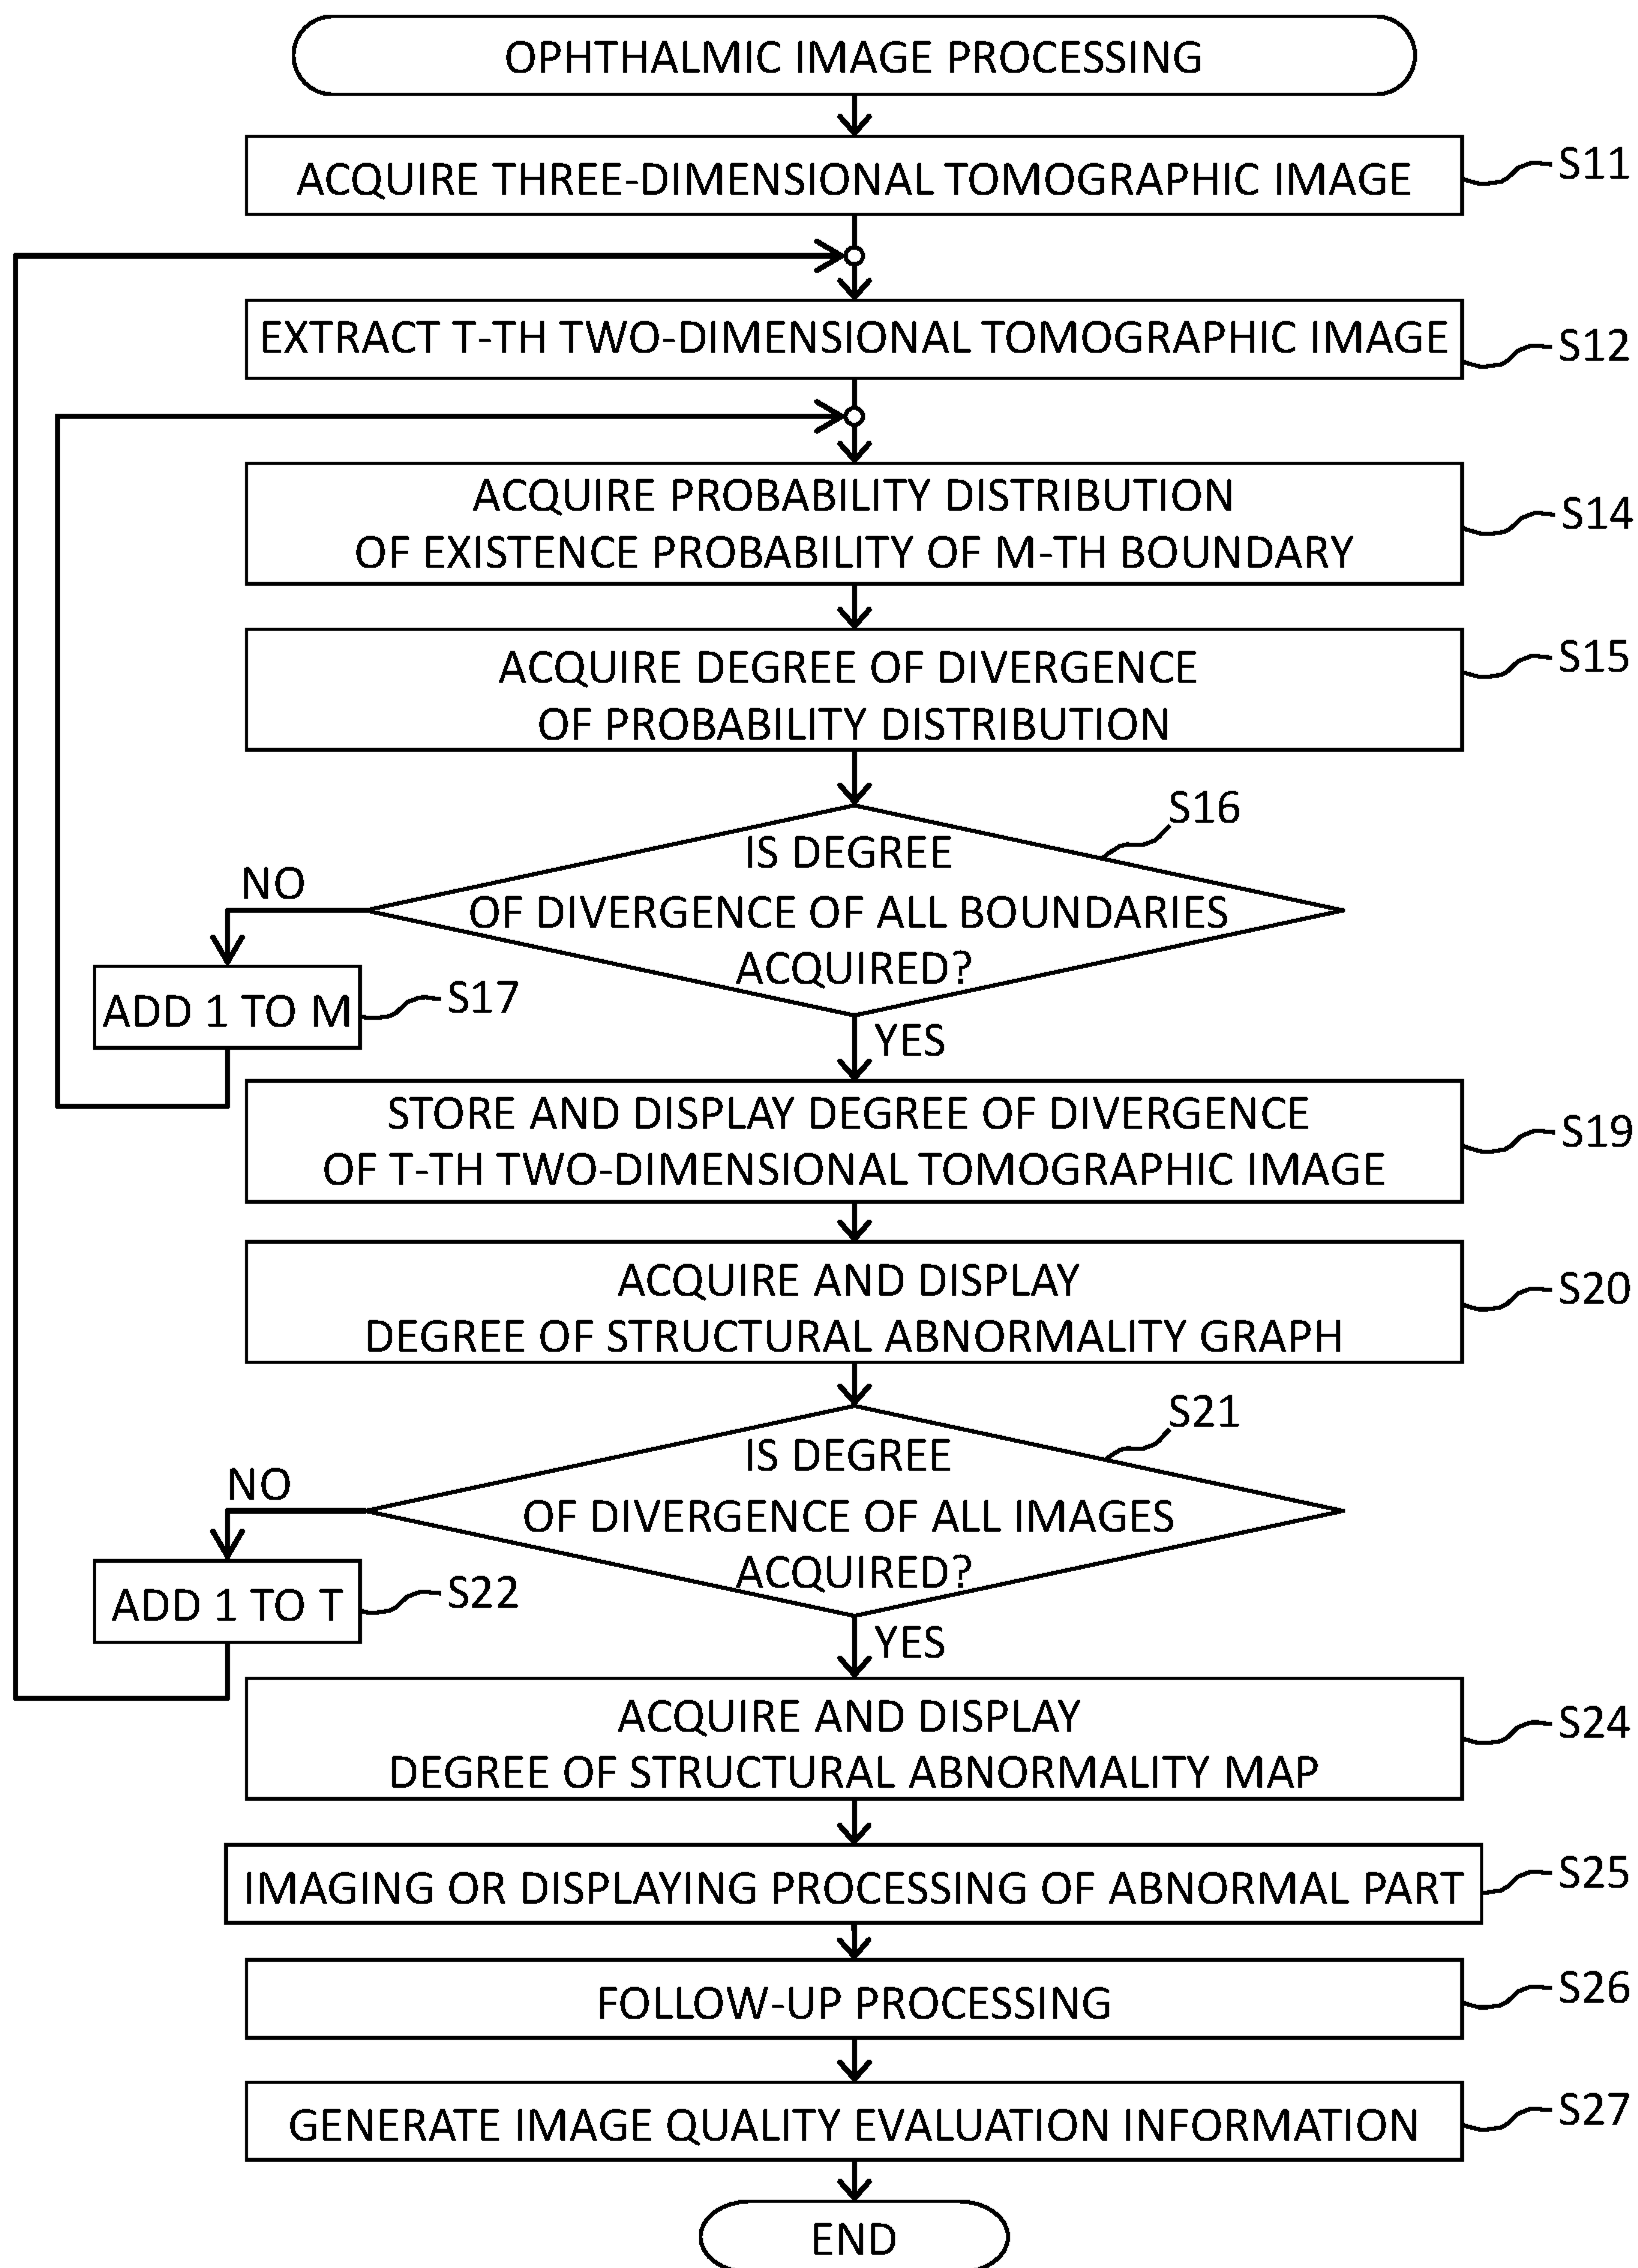 OPHTHALMIC IMAGE PROCESSING
ACQUIRE THREE-DIMENSIONAL TOMOGRAPHIC IMAGE
S11
EXTRACT T-TH TWO-DIMENSIONAL TOMOGRAPHIC IMAGE
S12
ACQUIRE PROBABILITY DISTRIBUTION
OF EXISTENCE PROBABILITY OF M-TH BOUNDARY
S14
ACQUIRE DEGREE OF DIVERGENCE
OF PROBABILITY DISTRIBUTION
S15
IS DEGREE
OF DIVERGENCE OF ALL BOUNDARIES
ACQUIRED?
S16
NO
ADD 1 TO M
S17
YES
STORE AND DISPLAY DEGREE OF DIVERGENCE
OF T-TH TWO-DIMENSIONAL TOMOGRAPHIC IMAGE
S19
ACQUIRE AND DISPLAY
DEGREE OF STRUCTURAL ABNORMALITY GRAPH
S20
IS DEGREE
OF DIVERGENCE OF ALL IMAGES
ACQUIRED?
S21
NO
ADD 1 TO T
S22
YES
ACQUIRE AND DISPLAY
DEGREE OF STRUCTURAL ABNORMALITY MAP
S24
IMAGING OR DISPLAYING PROCESSING OF ABNORMAL PART
S25
FOLLOW-UP PROCESSING
S26
GENERATE IMAGE QUALITY EVALUATION INFORMATION
S27
END